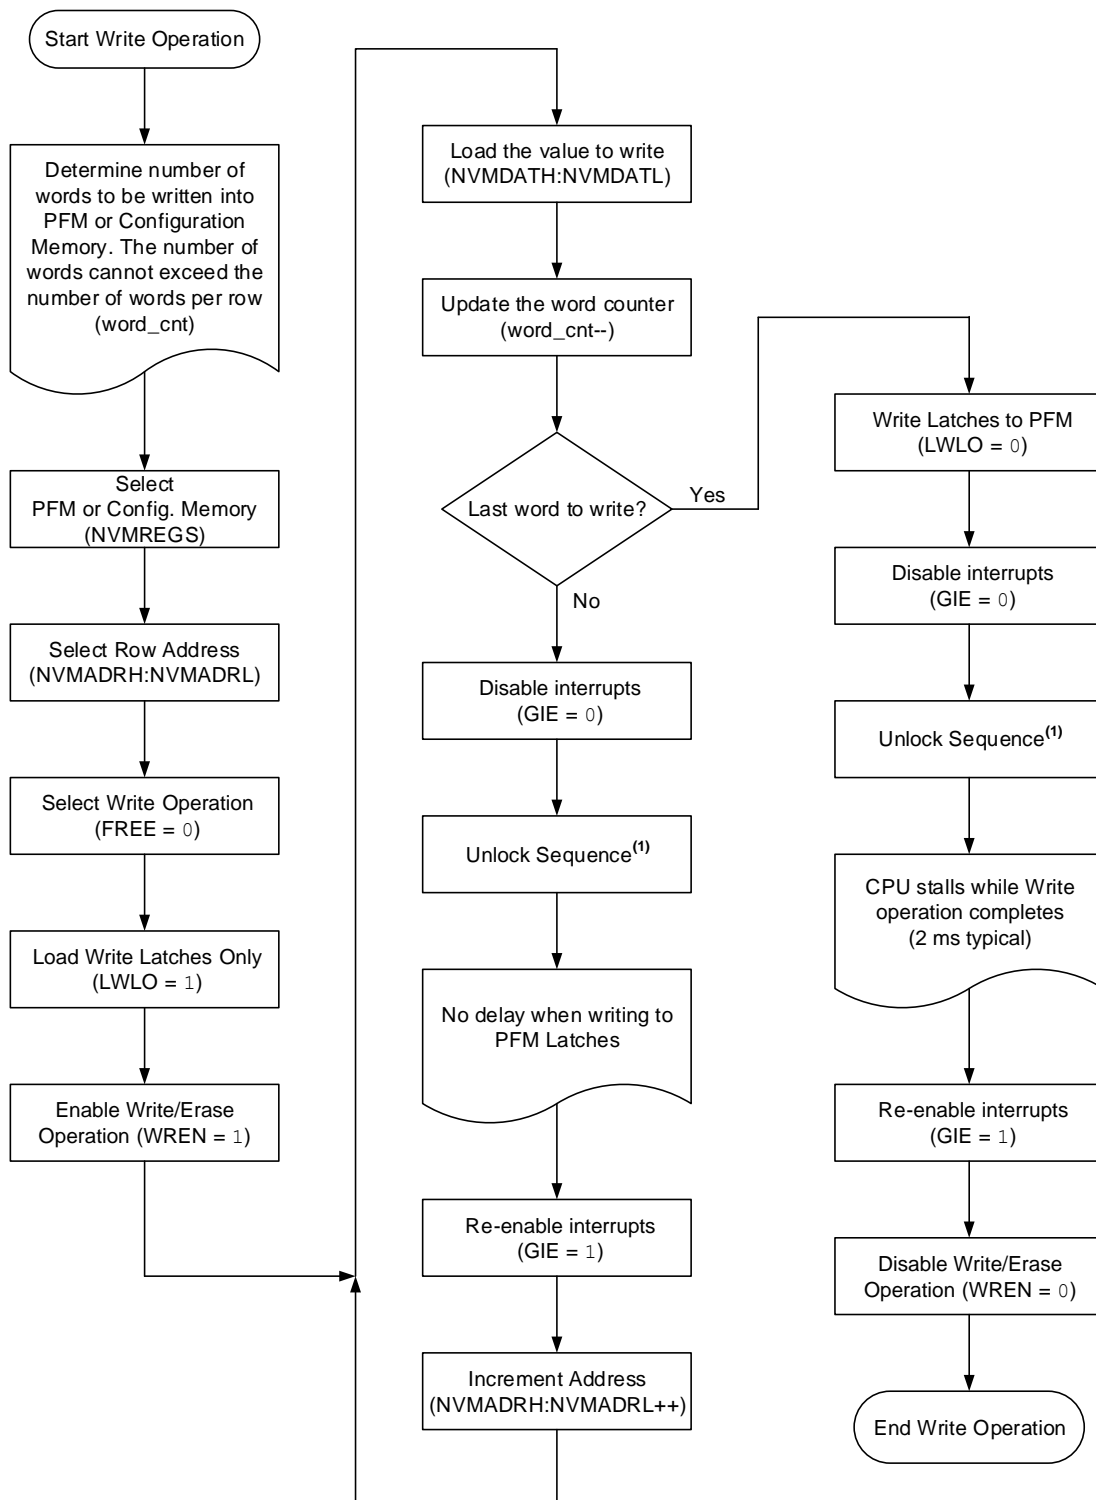 Start Write Operation
Determine number of
words to be written into
PFM or Configuration
Memory. The number of
words cannot exceed the
number of words per row
(word_cnt)
Select
PFM or Config. Memory
(NVMREGS)
Select Row Address
(NVMADRH:NVMADRL)
Select Write Operation
(FREE = 0)
Load Write Latches Only
(LWLO = 1)
Enable Write/Erase
Operation (WREN = 1)
Load the value to write
(NVMDATH:NVMDATL)
Update the word counter
(word_cnt--)
Last word to write?
Yes
No
Disable interrupts
(GIE = 0)
Unlock Sequence(1)
No delay when writing to
PFM Latches
Re-enable interrupts
(GIE = 1)
Increment Address
(NVMADRH:NVMADRL++)
Write Latches to PFM
(LWLO = 0)
Disable interrupts
(GIE = 0)
Unlock Sequence(1)
CPU stalls while Write
operation completes
(2 ms typical)
Re-enable interrupts
(GIE = 1)
Disable Write/Erase
Operation (WREN = 0)
End Write Operation